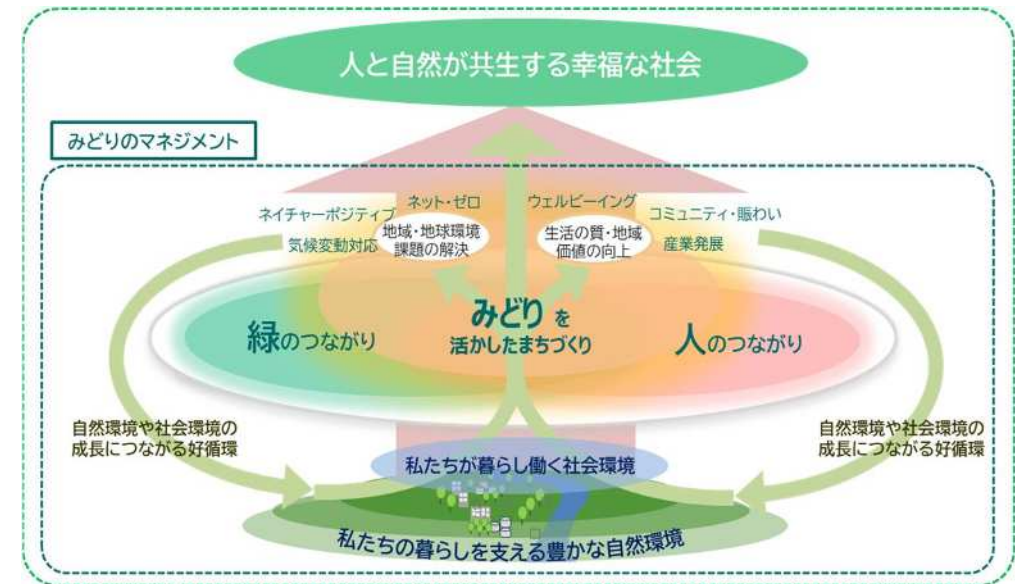 人と自然が共生する幸福な社会
みどりのマネジメント
ネット・ゼロ
ウェルビーイング
ネイチャーポジティブ
コミュニティ・賑わい
地域・地球環境
課題の解決
生活の質・地域
価値の向上
気候変動対応
産業発展
緑のつながり
みどりを
活かしたまちづくり
人のつながり
自然環境や社会環境の
成長につながる好循環
自然環境や社会環境の
成長につながる好循環
私たちが暮らし働く社会環境
私たちの暮らしを支える豊かな自然環境